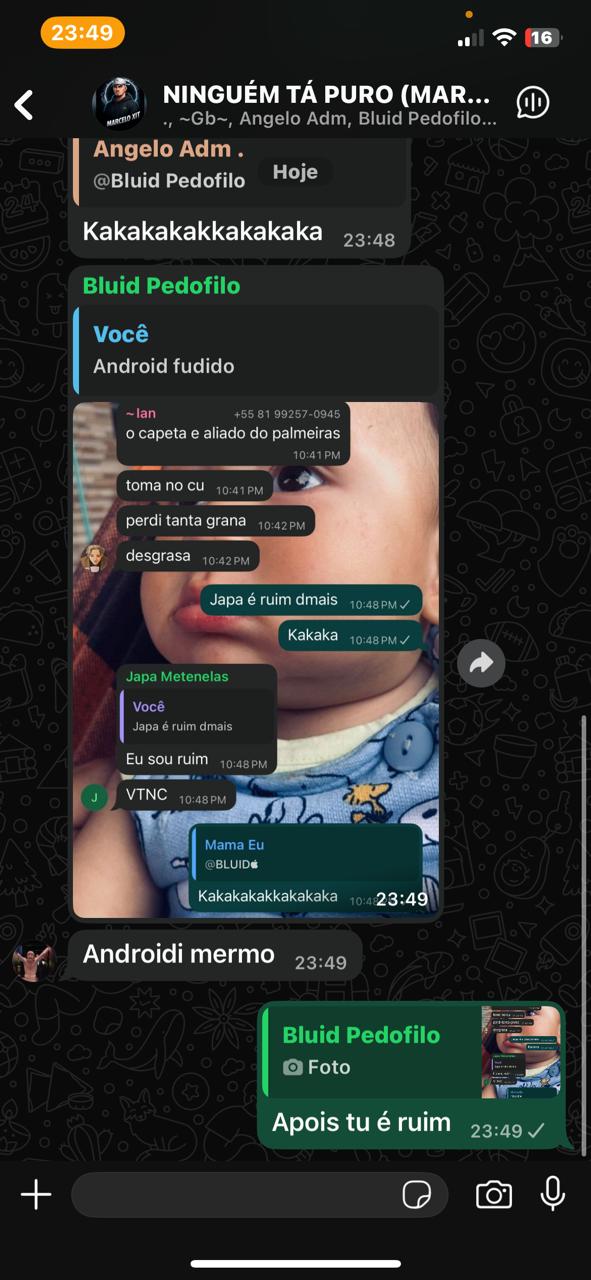 23:49
16
NINGUÉM TÁ PURO (MAR...
., ~Gb~, Angelo Adm, Bluid Pedofilo...
MARCELO XIT
Angelo Adm .
@Bluid Pedofilo
Hoje
Kakakakakkakakaka 23:48
Bluid Pedofilo
Você
Android fudido
~Ian +55 81 99257-0945
o capeta e aliado do palmeiras
10:41 PM
toma no cu 10:41 PM
perdi tanta grana 10:42 PM
desgrasa 10:42 PM
Japa é ruim dmais 10:48 PM
Kakaka 10:48 PM
Japa Metenelas
Você
Japa é ruim dmais
Eu sou ruim 10:48 PM
J
VTNC 10:48 PM
Mama Eu
@BLUID
Kakakakakkakakaka 10:48
23:49
Androidi mermo 23:49
Bluid Pedofilo
Foto
Apois tu é ruim 23:49